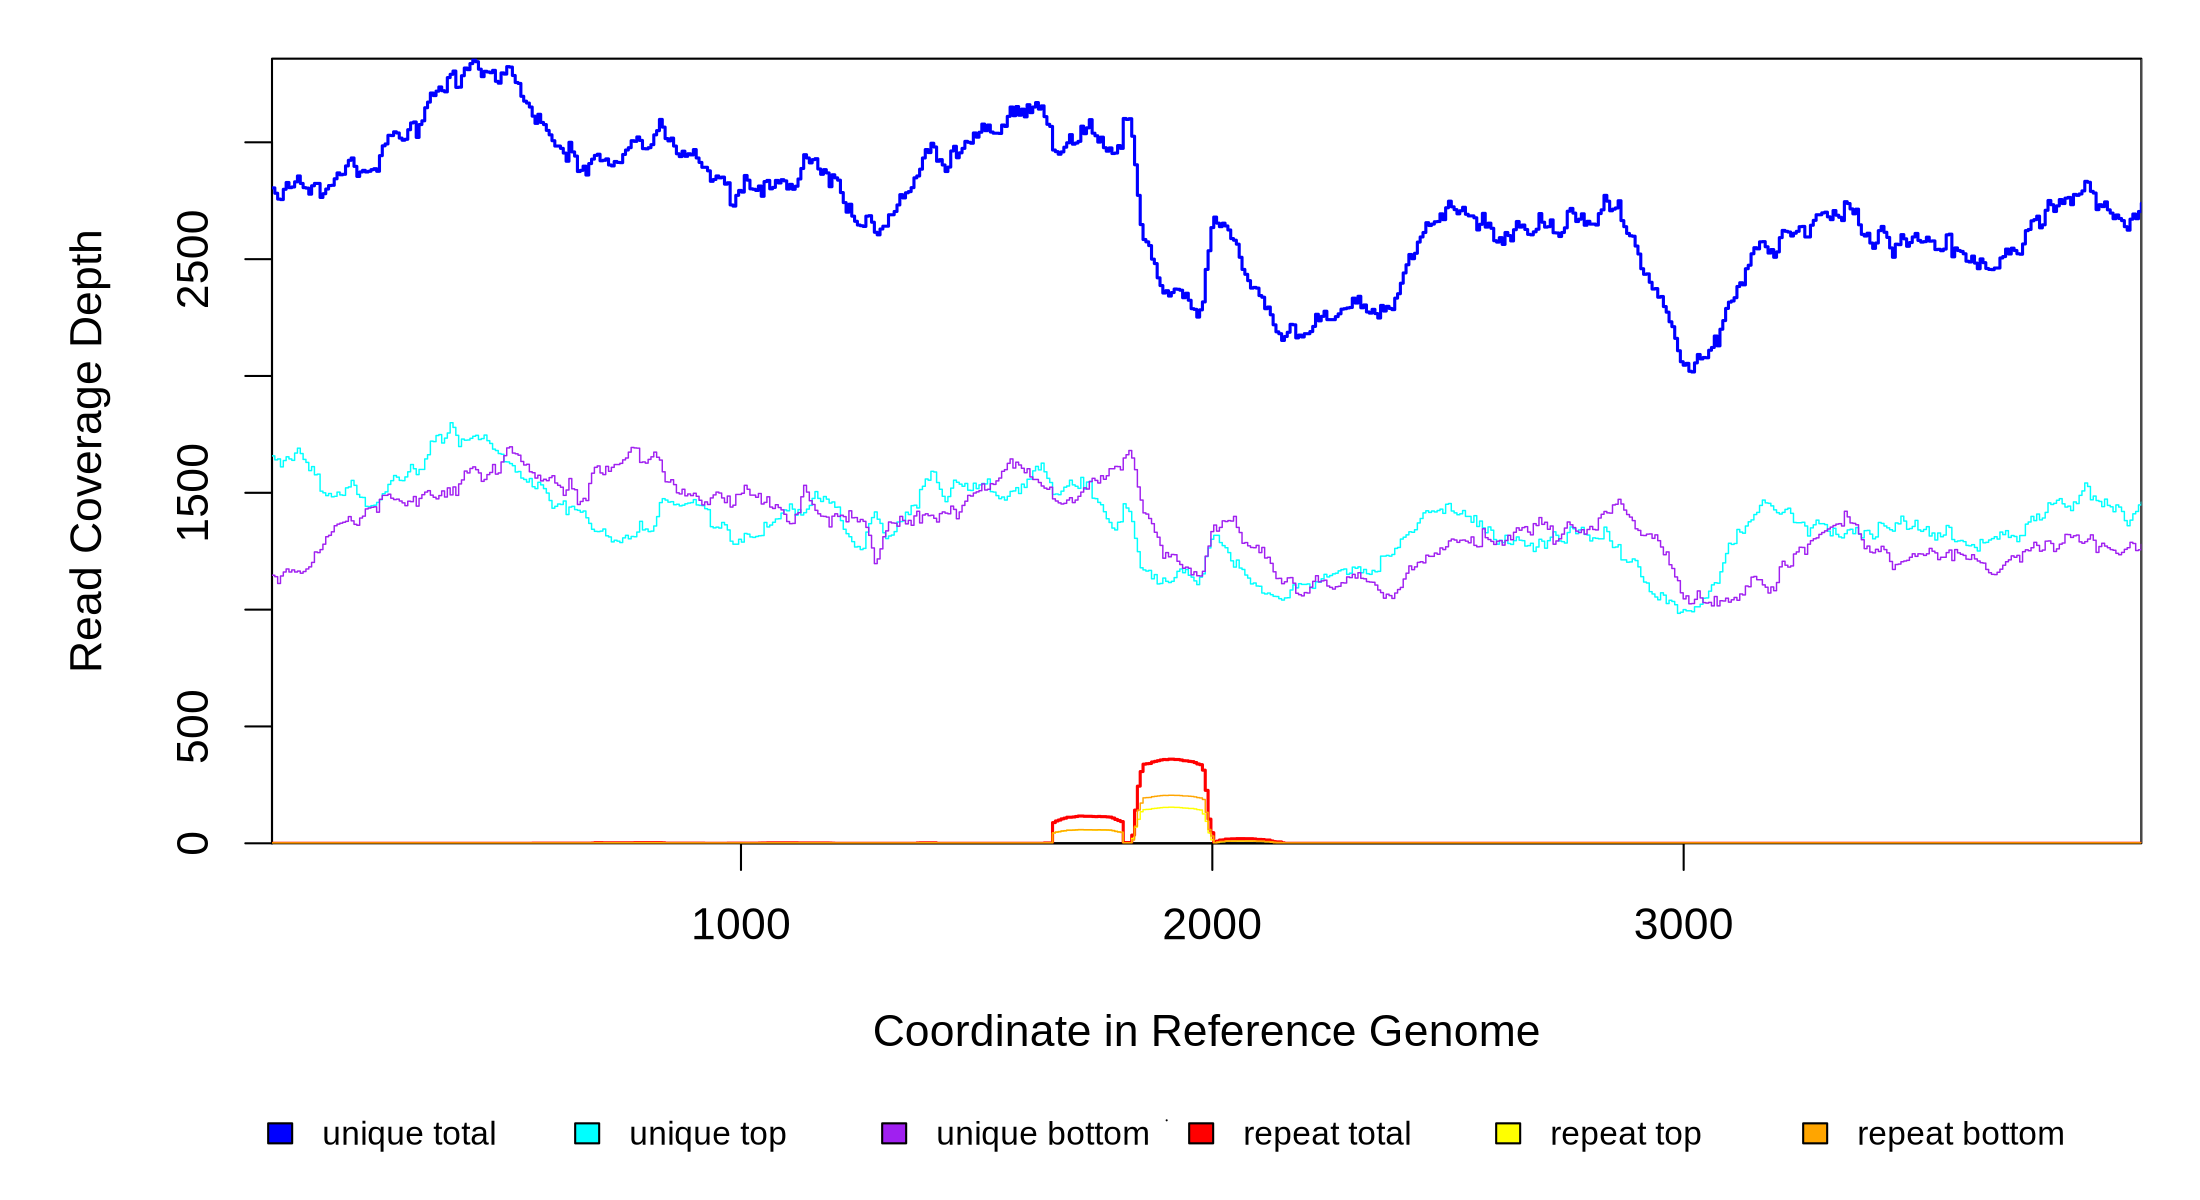 Read Coverage Depth
2500
1500
500
0
1000 2000 3000
Coordinate in Reference Genome
unique total unique top unique bottom repeat total repeat top repeat bottom